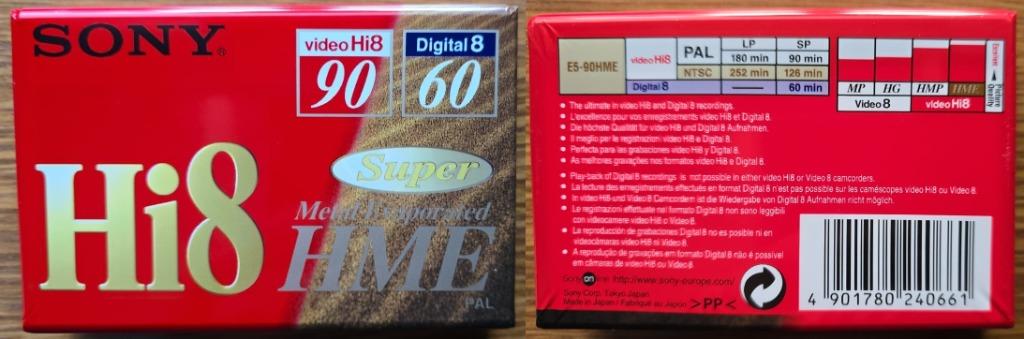 SONY®
video Hi8
90
Digital 8
60
Hi8
Super
Metal Evaporated
HME
PAL
E5-90HME
video Hi8
PAL
LP
SP
180 min
90 min
NTSC
252 min
126 min
Digital 8
60 min
MP
HG
HMP
HME
Video 8
video Hi8
Picture
Quality
• The ultimate in video Hi8 and Digital 8 recordings.
• L'excellence pour vos enregistrements video Hi8 et Digital 8.
• Die höchste Qualität für video Hi8 und Digital 8 Aufnahmen.
• Il meglio per le registrazioni video Hi8 e Digital 8.
• Perfecta para las grabaciones video Hi8 y Digital 8.
• As melhores gravações nos formatos video Hi8 e Digital 8.
• Play-back of Digital 8 recordings is not possible in either video Hi8 or Video 8 camcorders.
• La lecture des enregistrements effectués en format Digital 8 n'est pas possible sur les caméscopes video Hi8 ou Video 8.
• In video Hi8-und Video 8 Camcordern ist die Wiedergabe von Digital 8 Aufnahmen nicht möglich.
• Le registrazioni effettuate nel formato Digital 8 non sono leggibili
con videocamere video Hi8 o Video 8.
• La reproducción de grabaciones Digital 8 no es posible ni en
videocámaras video Hi8 ni Video 8.
• A reprodução de gravações em formato Digital 8 não é possível
em câmaras de video Hi8 ou Video 8.
Sony on line http://www.sony-europe.com/
Sony Corp. Tokyo Japan
Made in Japan / Fabriqué au Japon >PP<
4 901780 240661